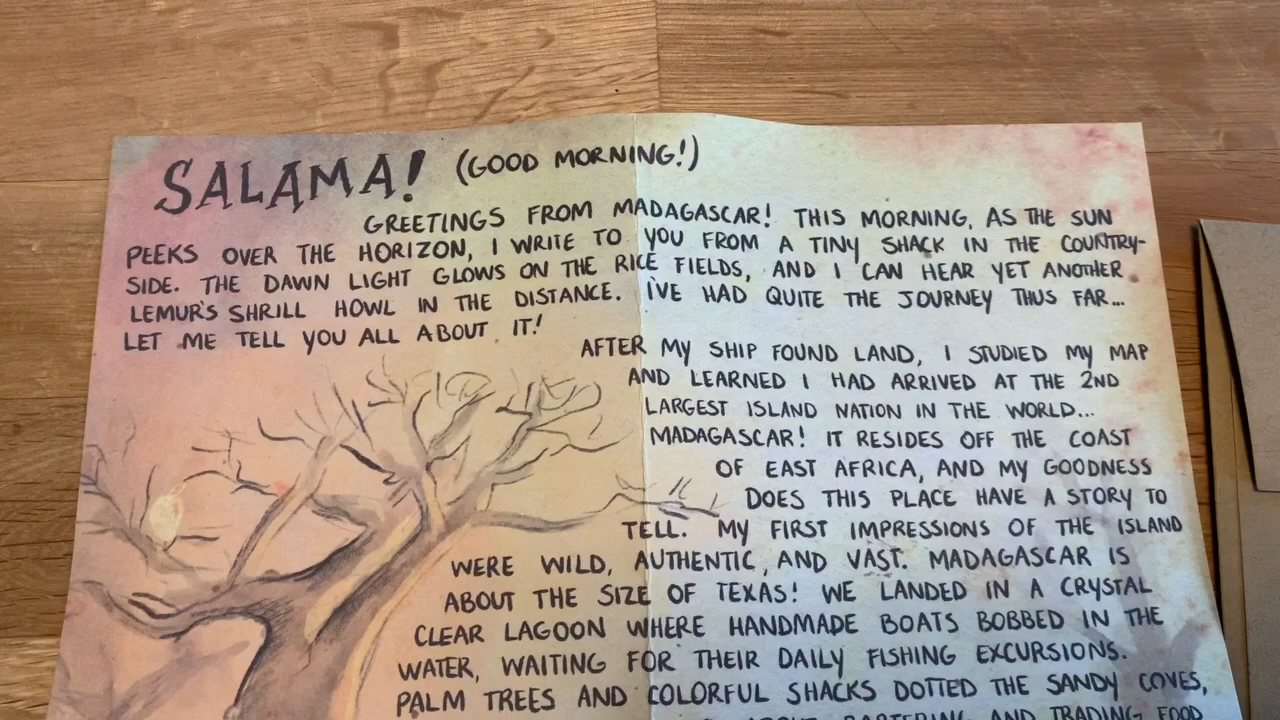 SALAMA! (GOOD MORNING!)
GREETINGS FROM MADAGASCAR! THIS MORNING, AS THE SUN
PEEKS OVER THE HORIZON, I WRITE TO YOU FROM A TINY SHACK IN THE COUNTRY-
SIDE. THE DAWN LIGHT GLOWS ON THE RICE FIELDS, AND I CAN HEAR YET ANOTHER
LEMUR'S SHRILL HOWL IN THE DISTANCE. I'VE HAD QUITE THE JOURNEY THUS FAR...
LET ME TELL YOU ALL ABOUT IT!
AFTER MY SHIP FOUND LAND, I STUDIED MY MAP
AND LEARNED I HAD ARRIVED AT THE 2ND
LARGEST ISLAND NATION IN THE WORLD...
MADAGASCAR! IT RESIDES OFF THE COAST
OF EAST AFRICA, AND MY GOODNESS
DOES THIS PLACE HAVE A STORY TO
TELL. MY FIRST IMPRESSIONS OF THE ISLAND
WERE WILD, AUTHENTIC, AND VAST. MADAGASCAR IS
ABOUT THE SIZE OF TEXAS! WE LANDED IN A CRYSTAL
CLEAR LAGOON WHERE HANDMADE BOATS BOBBED IN THE
WATER, WAITING FOR THEIR DAILY FISHING EXCURSIONS.
PALM TREES AND COLORFUL SHACKS DOTTED THE SANDY COVES,
ABOUT BARTERING AND TRADING FOOD